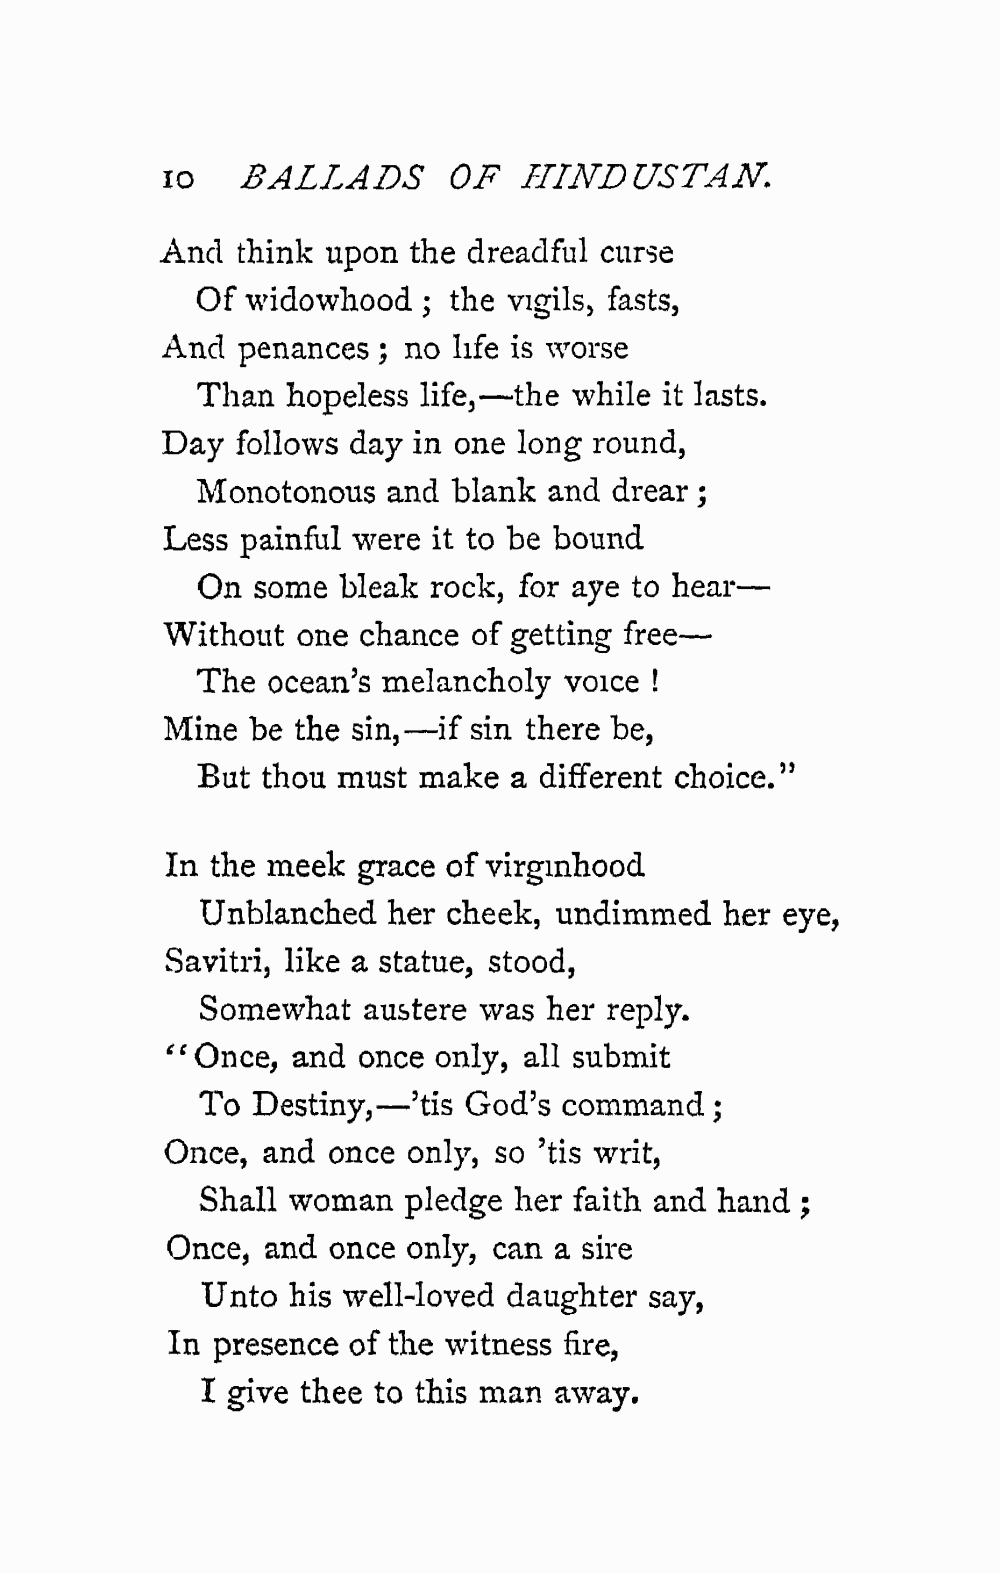 10 BALLADS OF HINDUSTAN.
And think upon the dreadful curse
Of widowhood ; the vigils, fasts,
And penances ; no life is worse
Than hopeless life,—the while it lasts.
Day follows day in one long round,
Monotonous and blank and drear ;
Less painful were it to be bound
On some bleak rock, for aye to hear—
Without one chance of getting free—
The ocean's melancholy voice !
Mine be the sin,—if sin there be,
But thou must make a different choice."
In the meek grace of virginhood
Unblanched her cheek, undimmed her eye,
Savitri, like a statue, stood,
Somewhat austere was her reply.
"Once, and once only, all submit
To Destiny,—'tis God's command ;
Once, and once only, so 'tis writ,
Shall woman pledge her faith and hand ;
Once, and once only, can a sire
Unto his well-loved daughter say,
In presence of the witness fire,
I give thee to this man away.